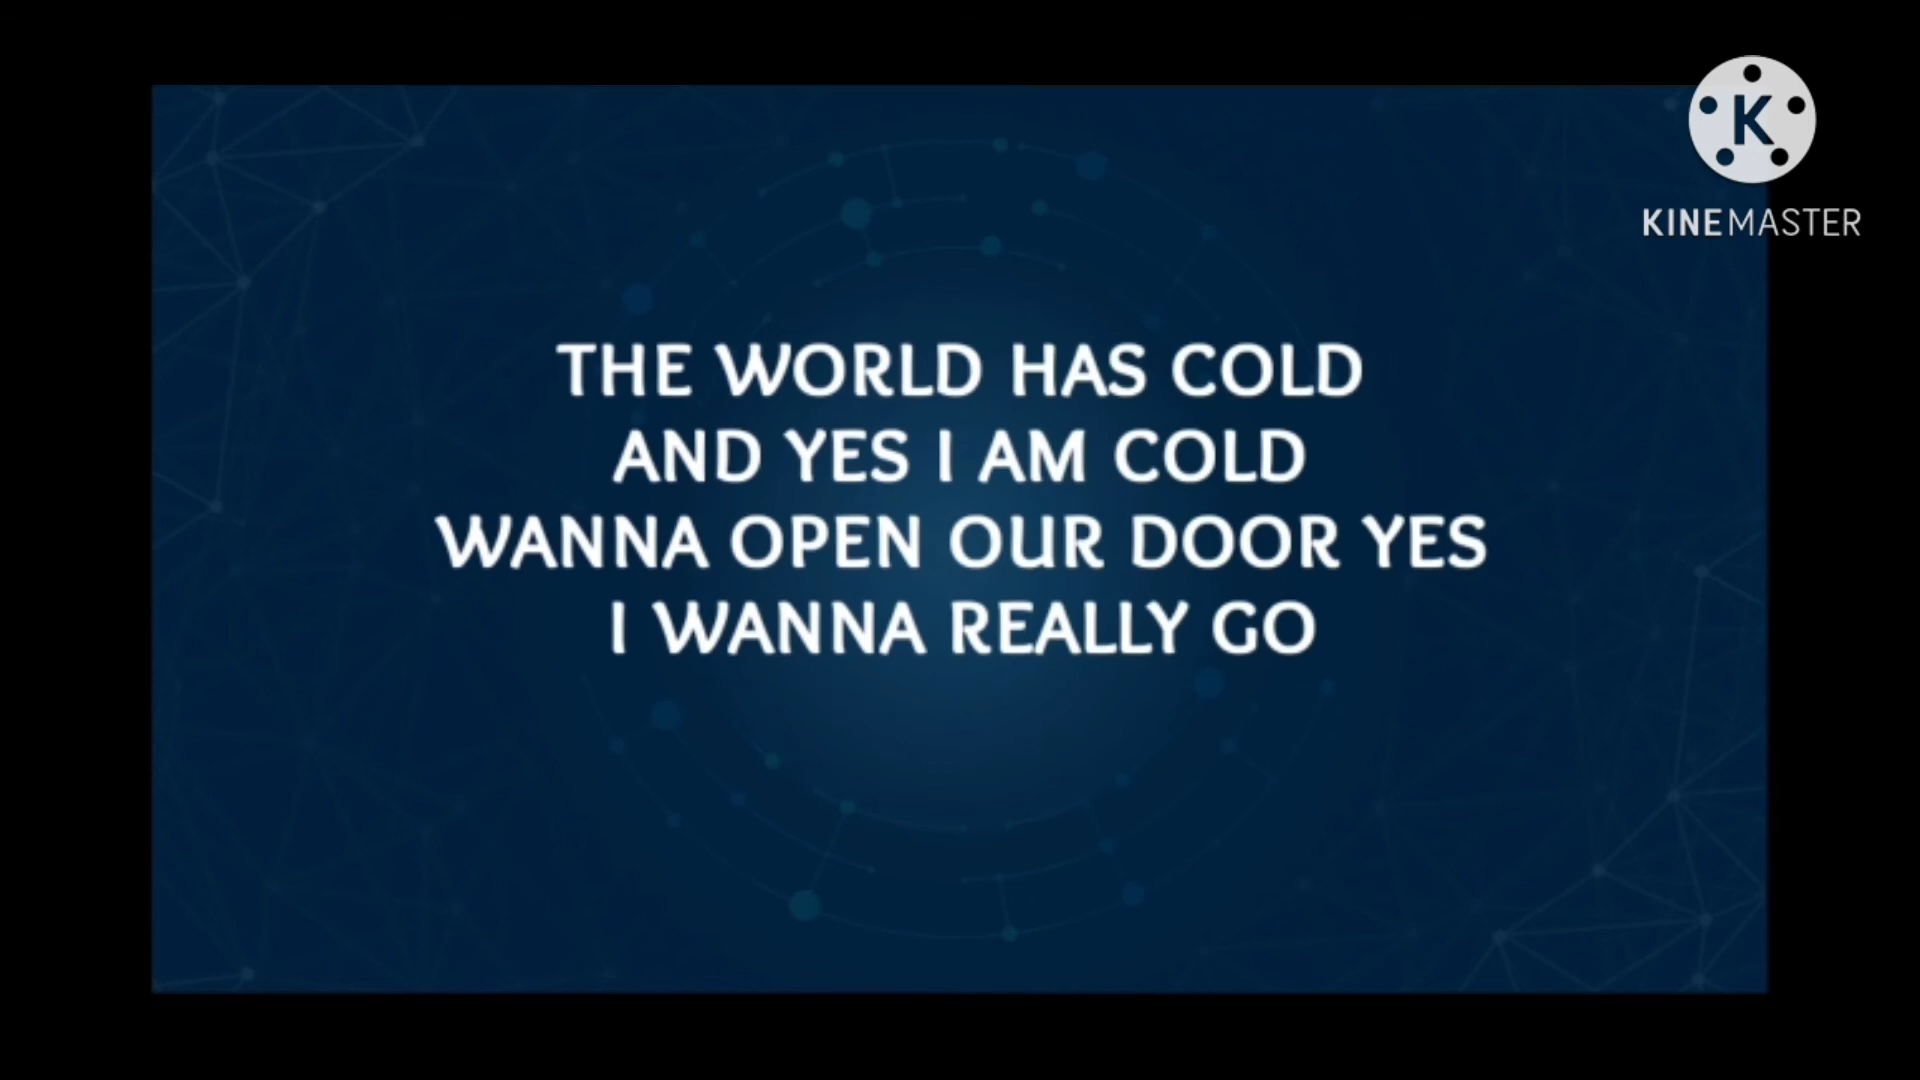 K
KINEMASTER
THE WORLD HAS COLD
AND YES I AM COLD
WANNA OPEN OUR DOOR YES
I WANNA REALLY GO